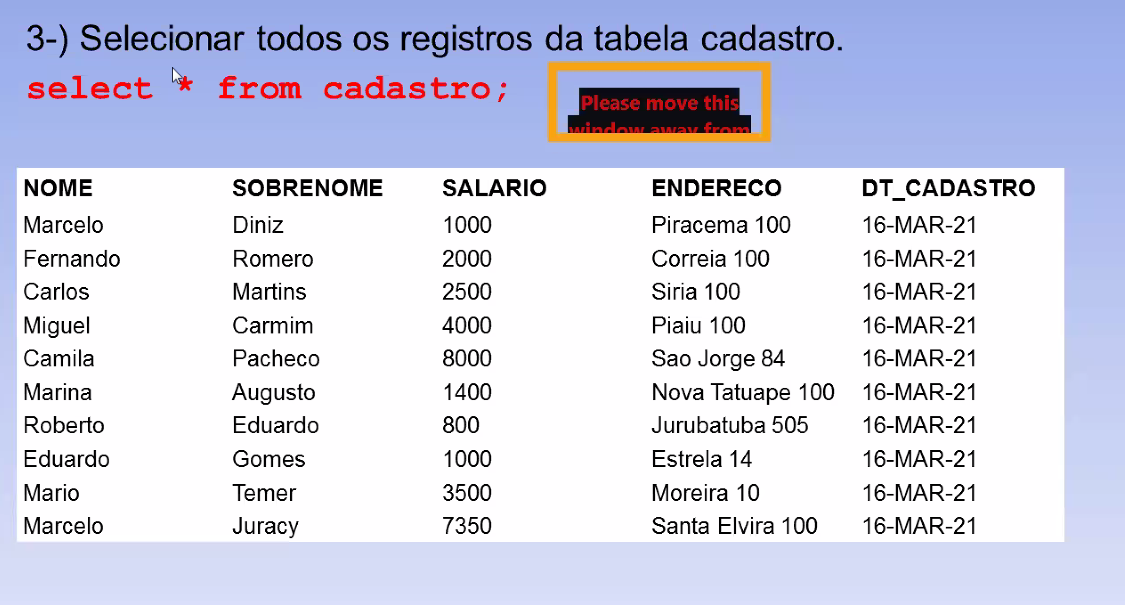 3-) Selecionar todos os registros da tabela cadastro.
select * from cadastro;
Please move this
window away from
NOME SOBRENOME SALARIO ENDERECO DT_CADASTRO
Marcelo Diniz 1000 Piracema 100 16-MAR-21
Fernando Romero 2000 Correia 100 16-MAR-21
Carlos Martins 2500 Siria 100 16-MAR-21
Miguel Carmim 4000 Piaiu 100 16-MAR-21
Camila Pacheco 8000 Sao Jorge 84 16-MAR-21
Marina Augusto 1400 Nova Tatuape 100 16-MAR-21
Roberto Eduardo 800 Jurubatuba 505 16-MAR-21
Eduardo Gomes 1000 Estrela 14 16-MAR-21
Mario Temer 3500 Moreira 10 16-MAR-21
Marcelo Juracy 7350 Santa Elvira 100 16-MAR-21